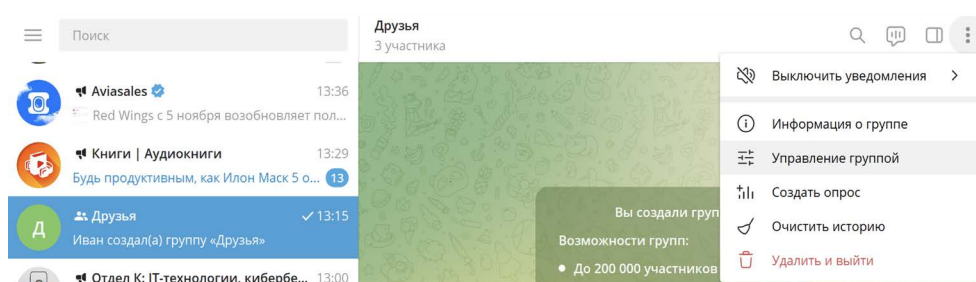 Поиск
Aviasales 13:36
Red Wings с 5 ноября возобновляет пол...
Книги | Аудиокниги 13:29
Будь продуктивным, как Илон Маск 5 о... 13
Д
Друзья 13:15
Иван создал(а) группу «Друзья»
Отдел К: IT-технологии, кибербе... 13:00
Друзья
3 участника
Вы создали груп
Возможности групп:
До 200 000 участников
Выключить уведомления
Информация о группе
Управление группой
Создать опрос
Очистить историю
Удалить и выйти